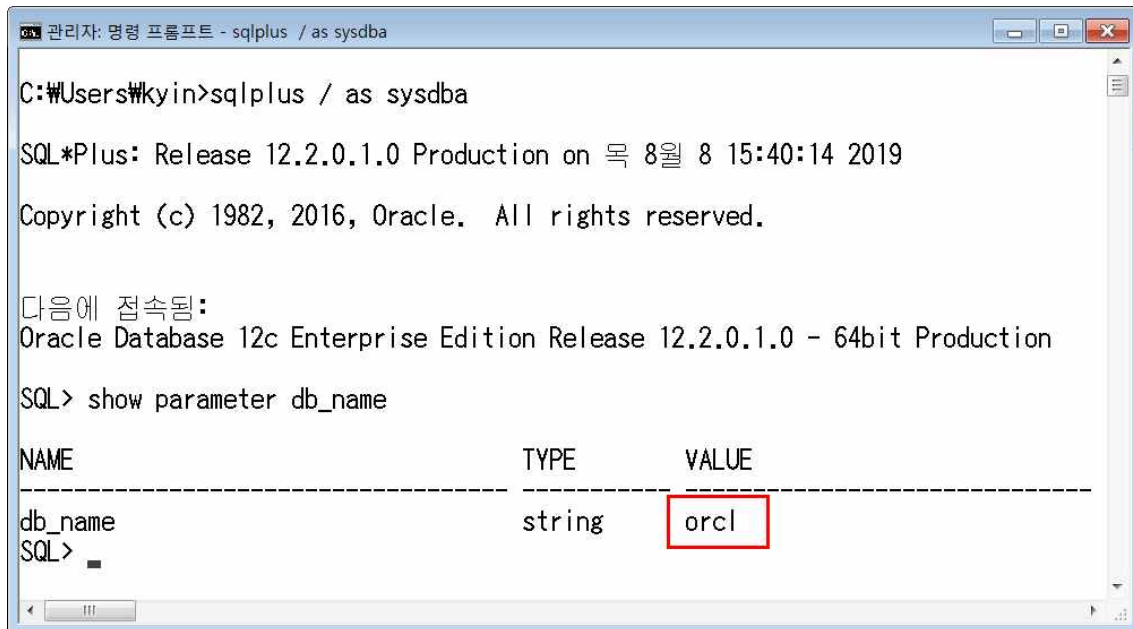 관리자: 명령 프롬프트 - sqlplus / as sysdba
C:₩Users₩kyin>sqlplus / as sysdba
SQL*Plus: Release 12.2.0.1.0 Production on 목 8월 8 15:40:14 2019
Copyright (c) 1982, 2016, Oracle.  All rights reserved.
다음에 접속됨:
Oracle Database 12c Enterprise Edition Release 12.2.0.1.0 - 64bit Production
SQL> show parameter db_name
NAME                                 TYPE        VALUE
------------------------------------ ----------- ------------------------------
db_name                              string      orcl
SQL>